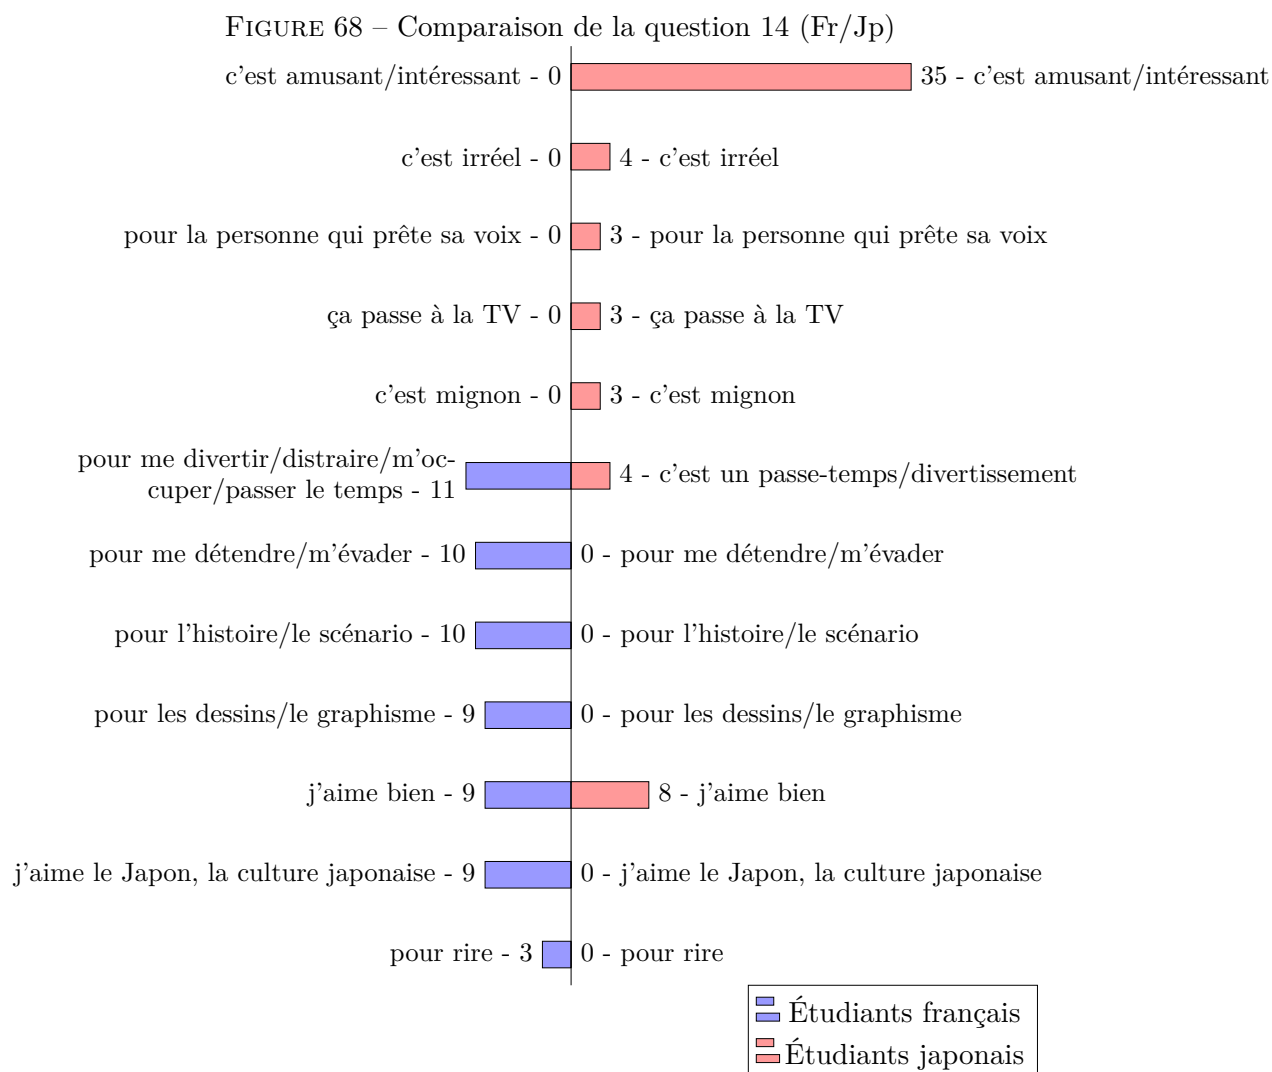 FIGURE 68 – Comparaison de la question 14 (Fr/Jp)
c'est amusant/intéressant - 0 35 - c'est amusant/intéressant
c'est irréel - 0 4 - c'est irréel
pour la personne qui prête sa voix - 0 3 - pour la personne qui prête sa voix
ça passe à la TV - 0 3 - ça passe à la TV
c'est mignon - 0 3 - c'est mignon
pour me divertir/distraire/m'oc-
cuper/passer le temps - 11 4 - c'est un passe-temps/divertissement
pour me détendre/m'évader - 10 0 - pour me détendre/m'évader
pour l'histoire/le scénario - 10 0 - pour l'histoire/le scénario
pour les dessins/le graphisme - 9 0 - pour les dessins/le graphisme
j'aime bien - 9 8 - j'aime bien
j'aime le Japon, la culture japonaise - 9 0 - j'aime le Japon, la culture japonaise
pour rire - 3 0 - pour rire
Étudiants français
Étudiants japonais